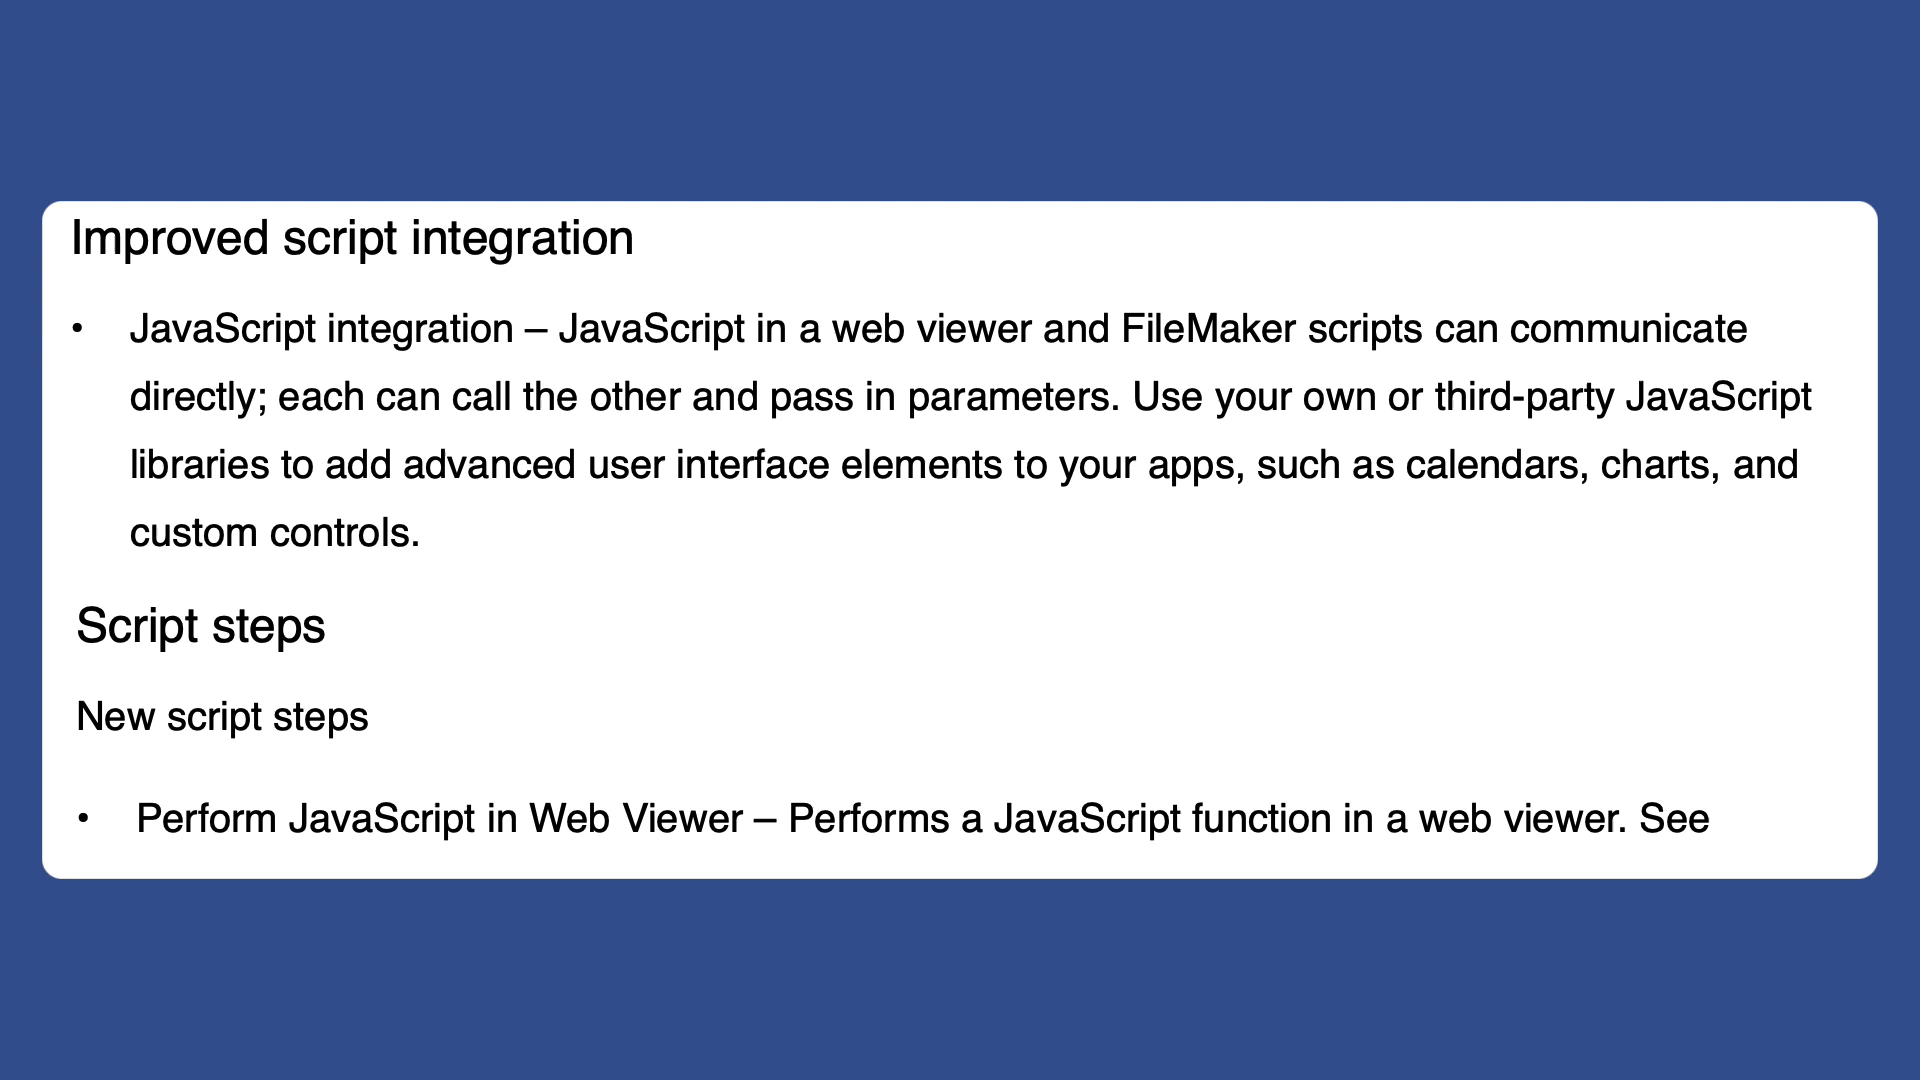 Improved script integration
• JavaScript integration – JavaScript in a web viewer and FileMaker scripts can communicate
directly; each can call the other and pass in parameters. Use your own or third-party JavaScript
libraries to add advanced user interface elements to your apps, such as calendars, charts, and
custom controls.
Script steps
New script steps
• Perform JavaScript in Web Viewer – Performs a JavaScript function in a web viewer. See